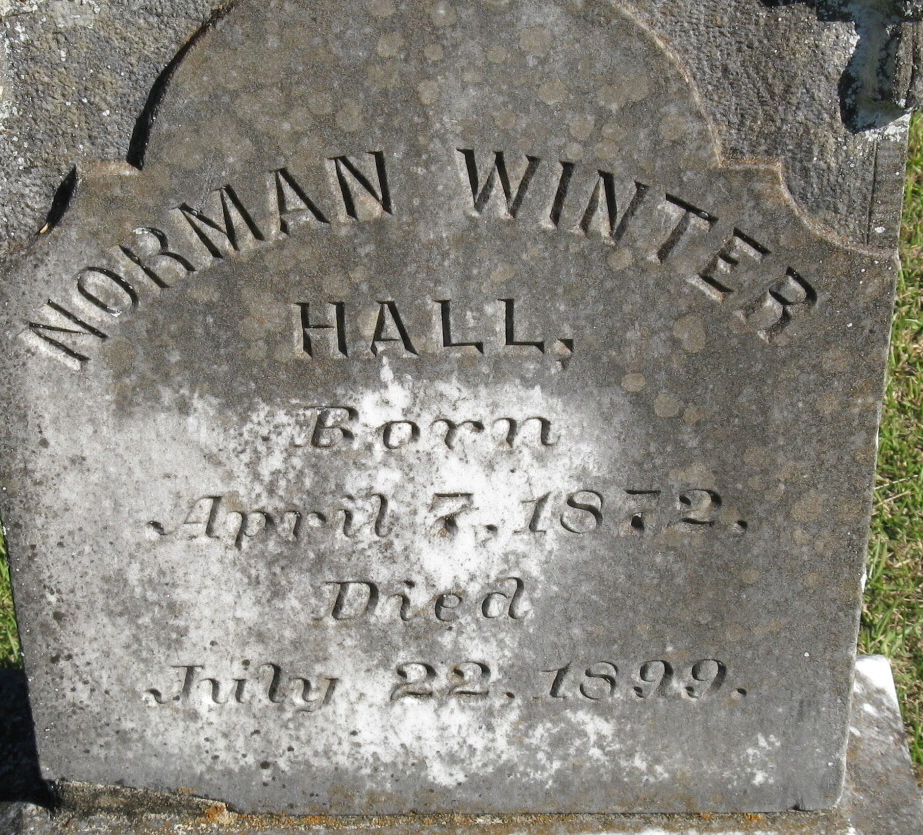 NORMAN WINTER
HALL,
Born
April 7, 1872.
Died
July 22, 1899.